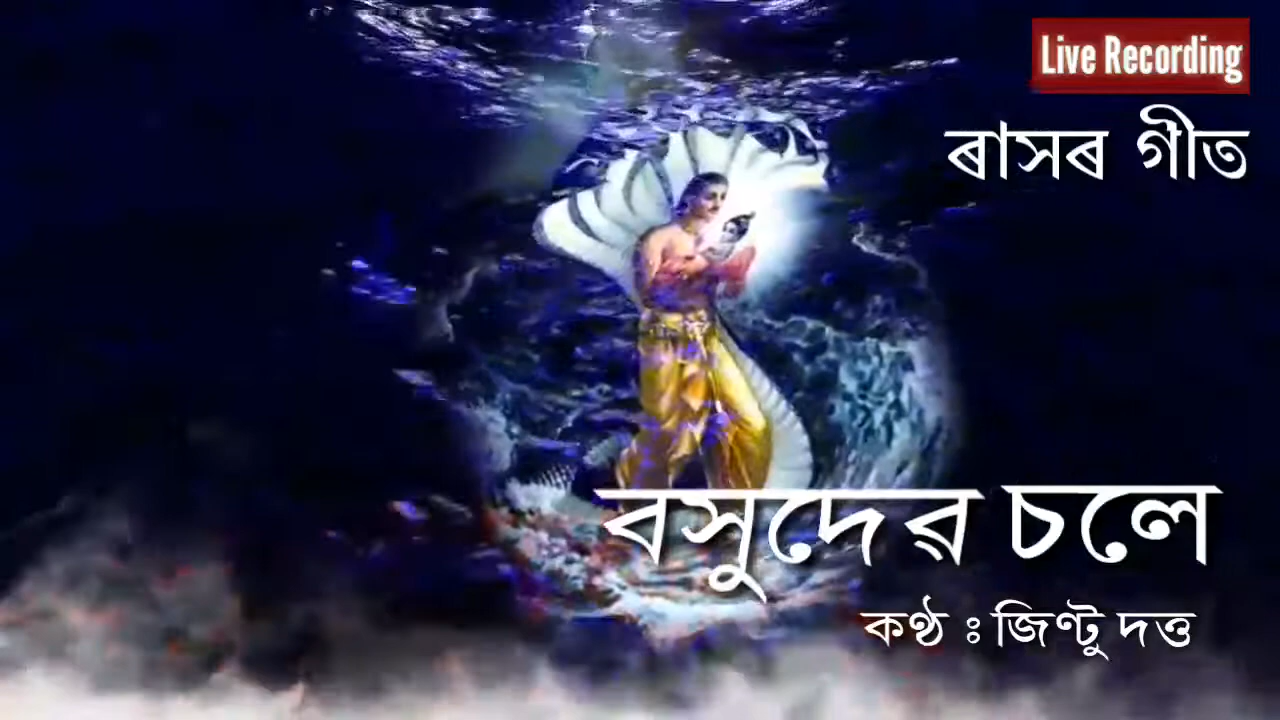 Live Recording
ৰাসৰ গীত
বসুদেৱ চলে
কণ্ঠ ঃ জিণ্টু দত্ত